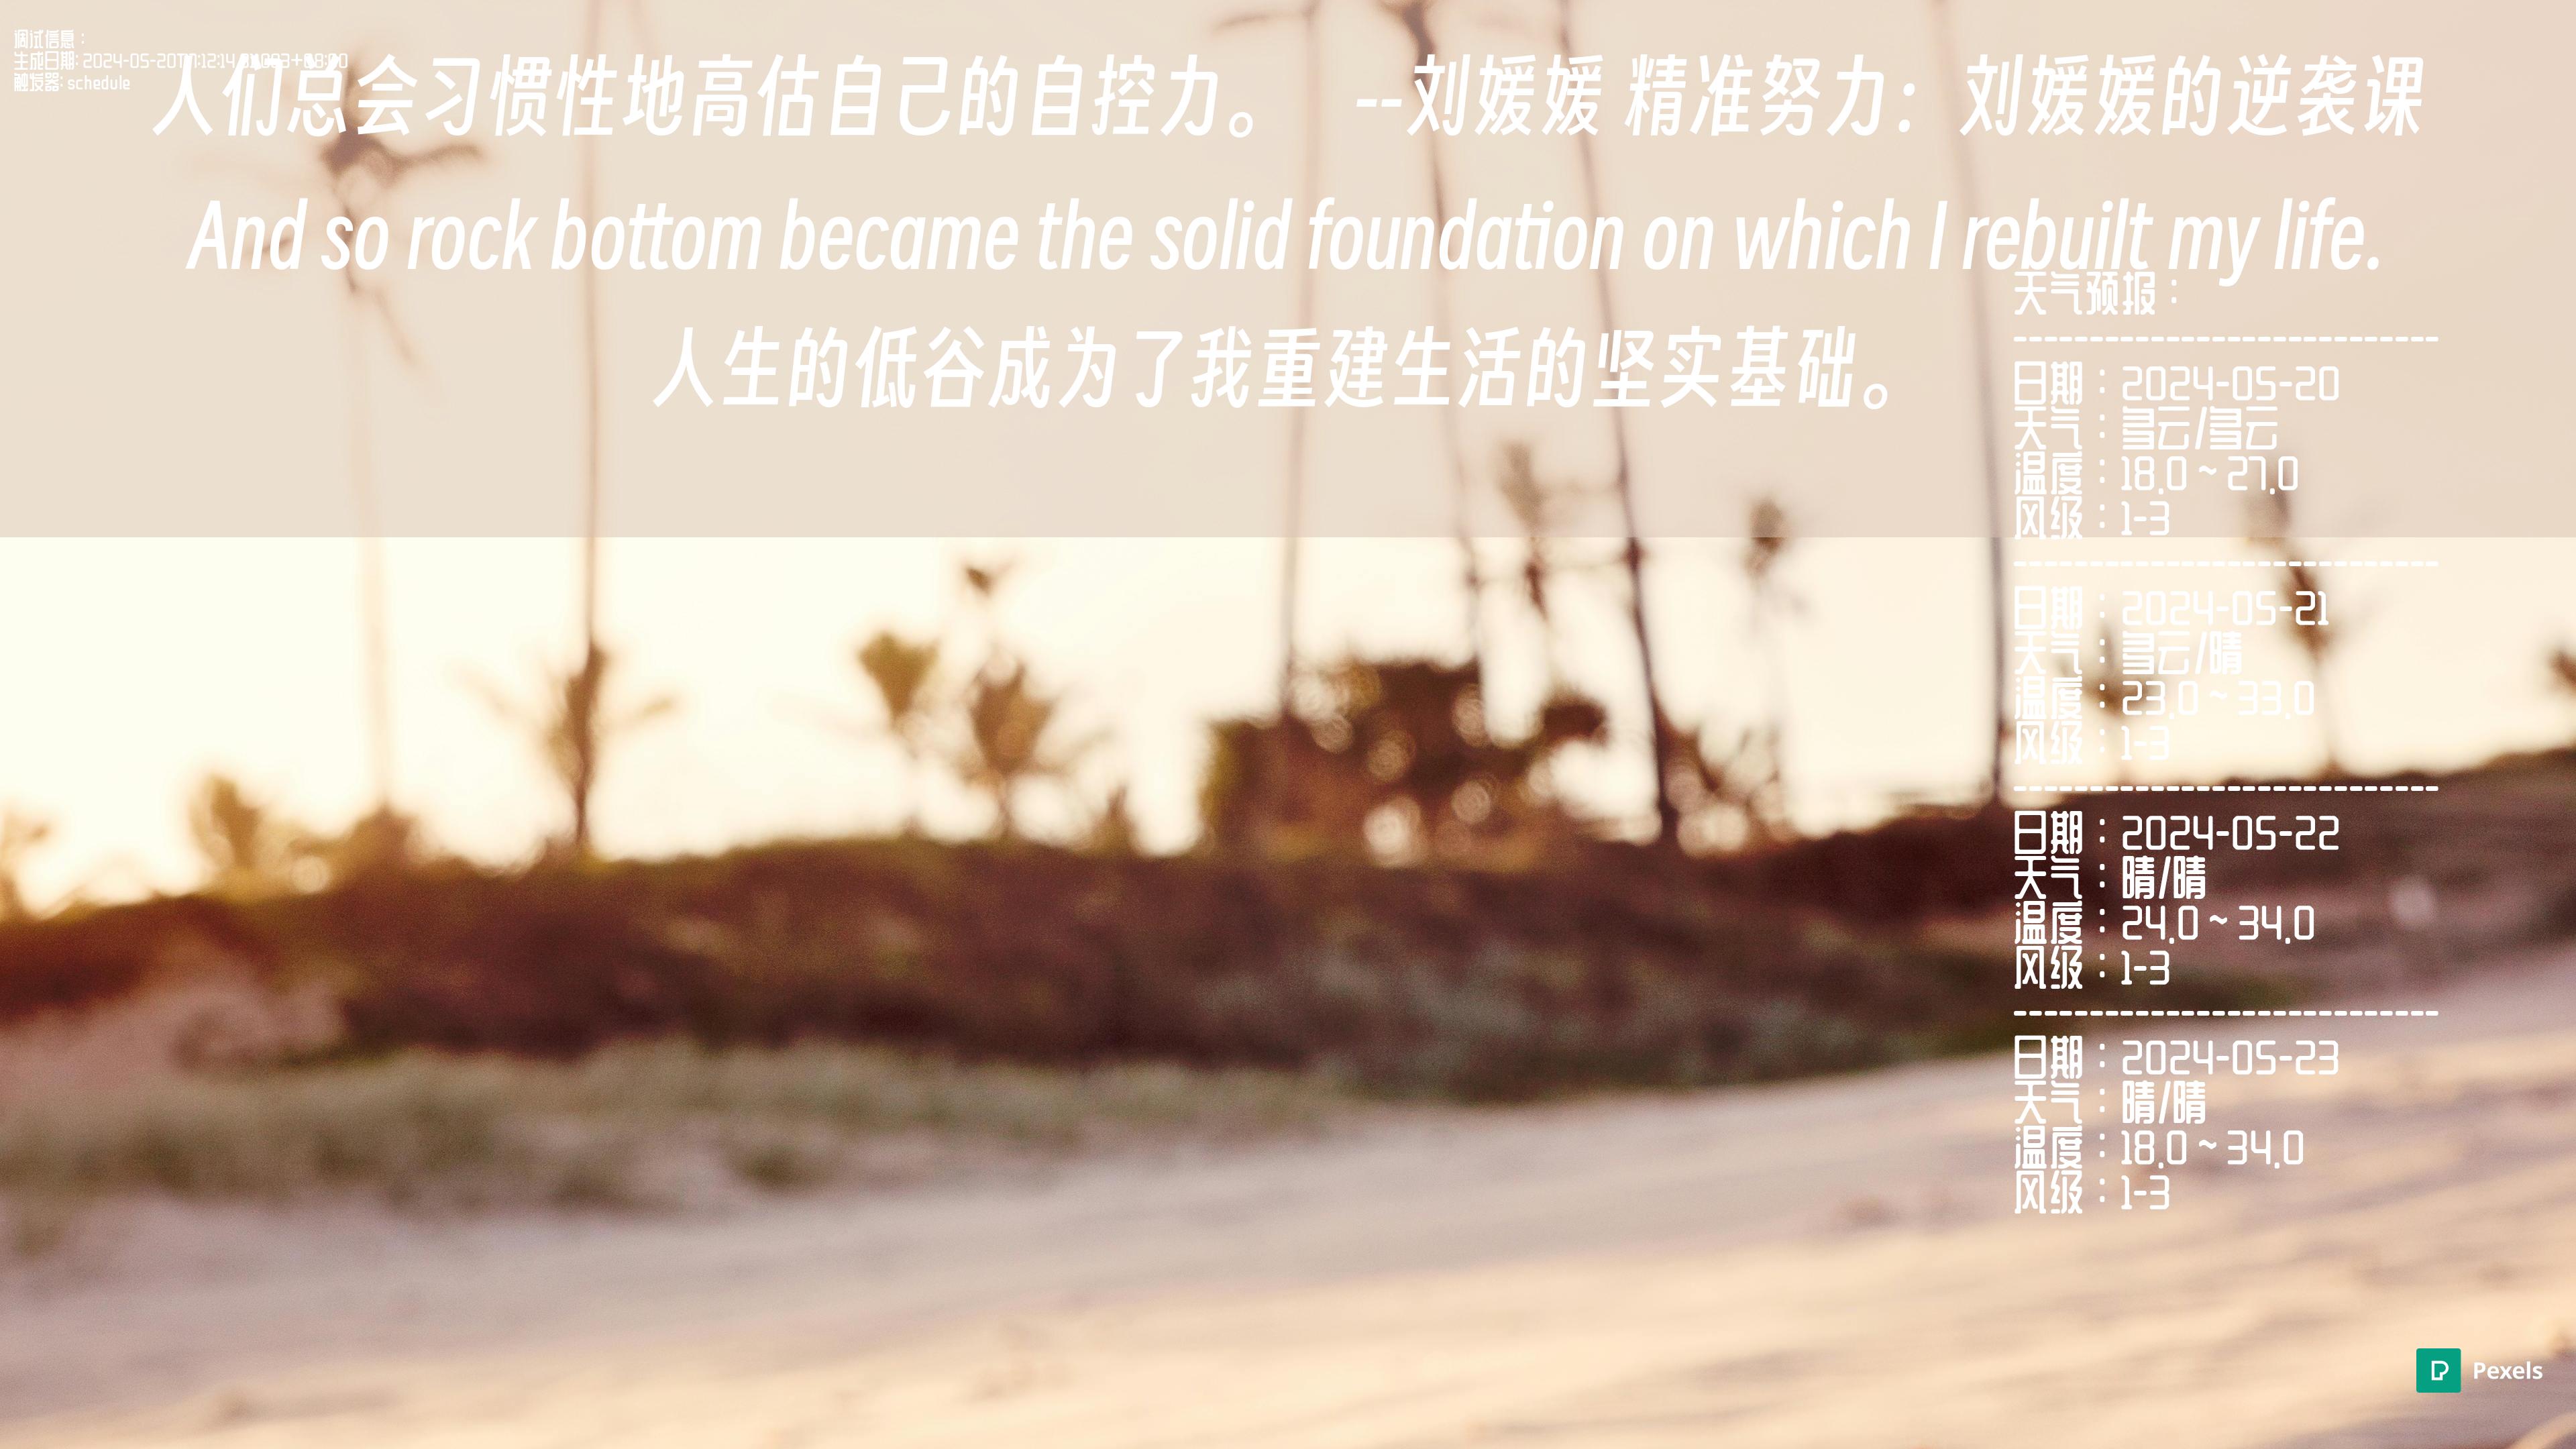 调试信息：
生成日期: 2024-05-20T
触发器: schedule
人们总会习惯性地高估自己的自控力。 --刘媛媛 精准努力：刘媛媛的逆袭课
And so rock bottom became the solid foundation on which I rebuilt my life.
人生的低谷成为了我重建生活的坚实基础。
天气预报：
------------------------------
日期：2024-05-20
天气：多云/多云
温度：18.0 ~ 27.0
风级：1-3
------------------------------
日期：2024-05-21
天气：多云/晴
温度：23.0 ~ 33.0
风级：1-3
------------------------------
日期：2024-05-22
天气：晴/晴
温度：24.0 ~ 34.0
风级：1-3
------------------------------
日期：2024-05-23
天气：晴/晴
温度：18.0 ~ 34.0
风级：1-3
Pexels